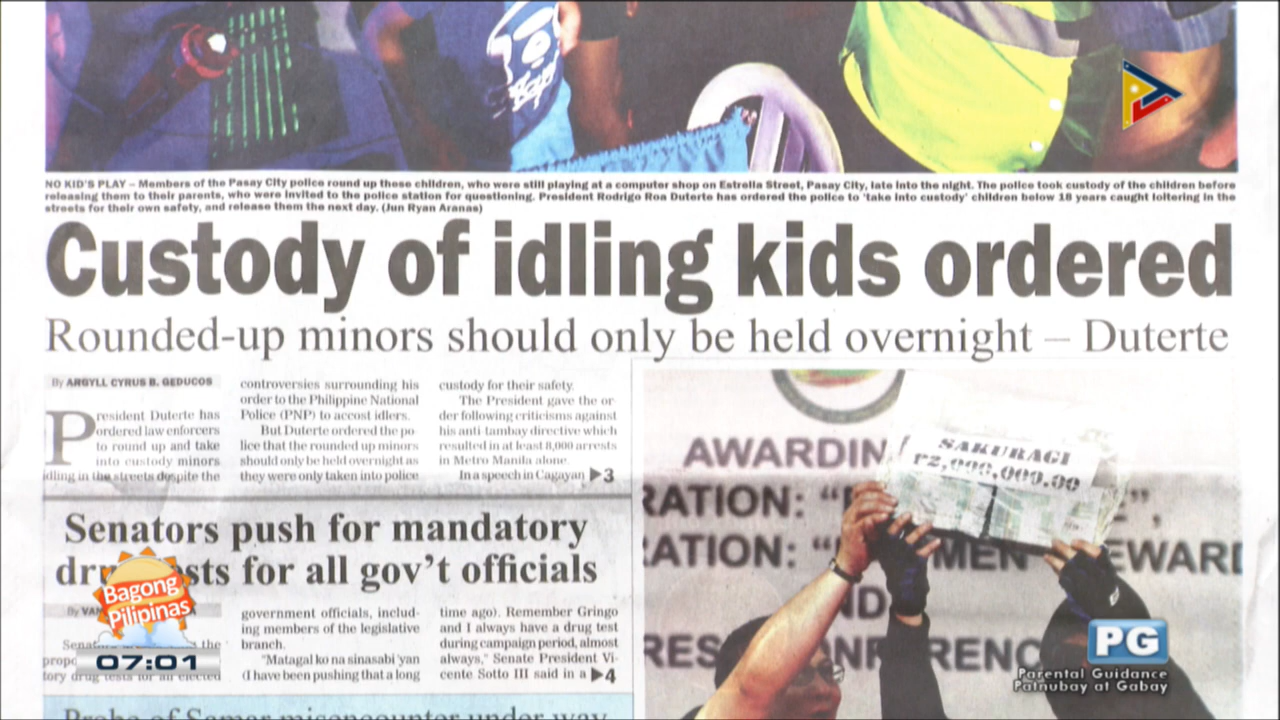 NO KID'S PLAY – Members of the Pasay City police round up these children, who were still playing at a computer shop on Estrella Street, Pasay City, late into the night. The police took custody of the children before
releasing them to their parents, who were invited to the police station for questioning. President Rodrigo Roa Duterte has ordered the police to 'take into custody' children below 18 years caught loitering in the
streets for their own safety, and release them the next day. (Jun Ryan Aranas)
Custody of idling kids ordered
Rounded-up minors should only be held overnight – Duterte
By ARGYLL CYRUS B. GEDUCOS
President Duterte has
ordered law enforcers
to round up and take
into custody minors
idling in the streets despite the
controversies surrounding his
order to the Philippine National
Police (PNP) to accost idlers.
But Duterte ordered the po-
lice that the rounded up minors
should only be held overnight as
they were only taken into police
custody for their safety.
The President gave the or-
der following criticisms against
his anti-tambay directive which
resulted in at least 8,000 arrests
in Metro Manila alone.
In a speech in Cagayan ▶3
Senators push for mandatory
sts for all gov't officials
By
the
government officials, includ-
ing members of the legislative
branch.
"Matagal ko na sinasabi 'yan
(I have been pushing that a long
time ago). Remember Gringo
and I always have a drug test
during campaign period, almost
always," Senate President Vi-
cente Sotto III said in a ▶4
SAKURAGI
P2,000,000.00
AWARDIN
RATION: "
MEN EWAR
ND
Bagong
Pilipinas
07:01
PG
Parental Guidance
Patnubay at Gabay